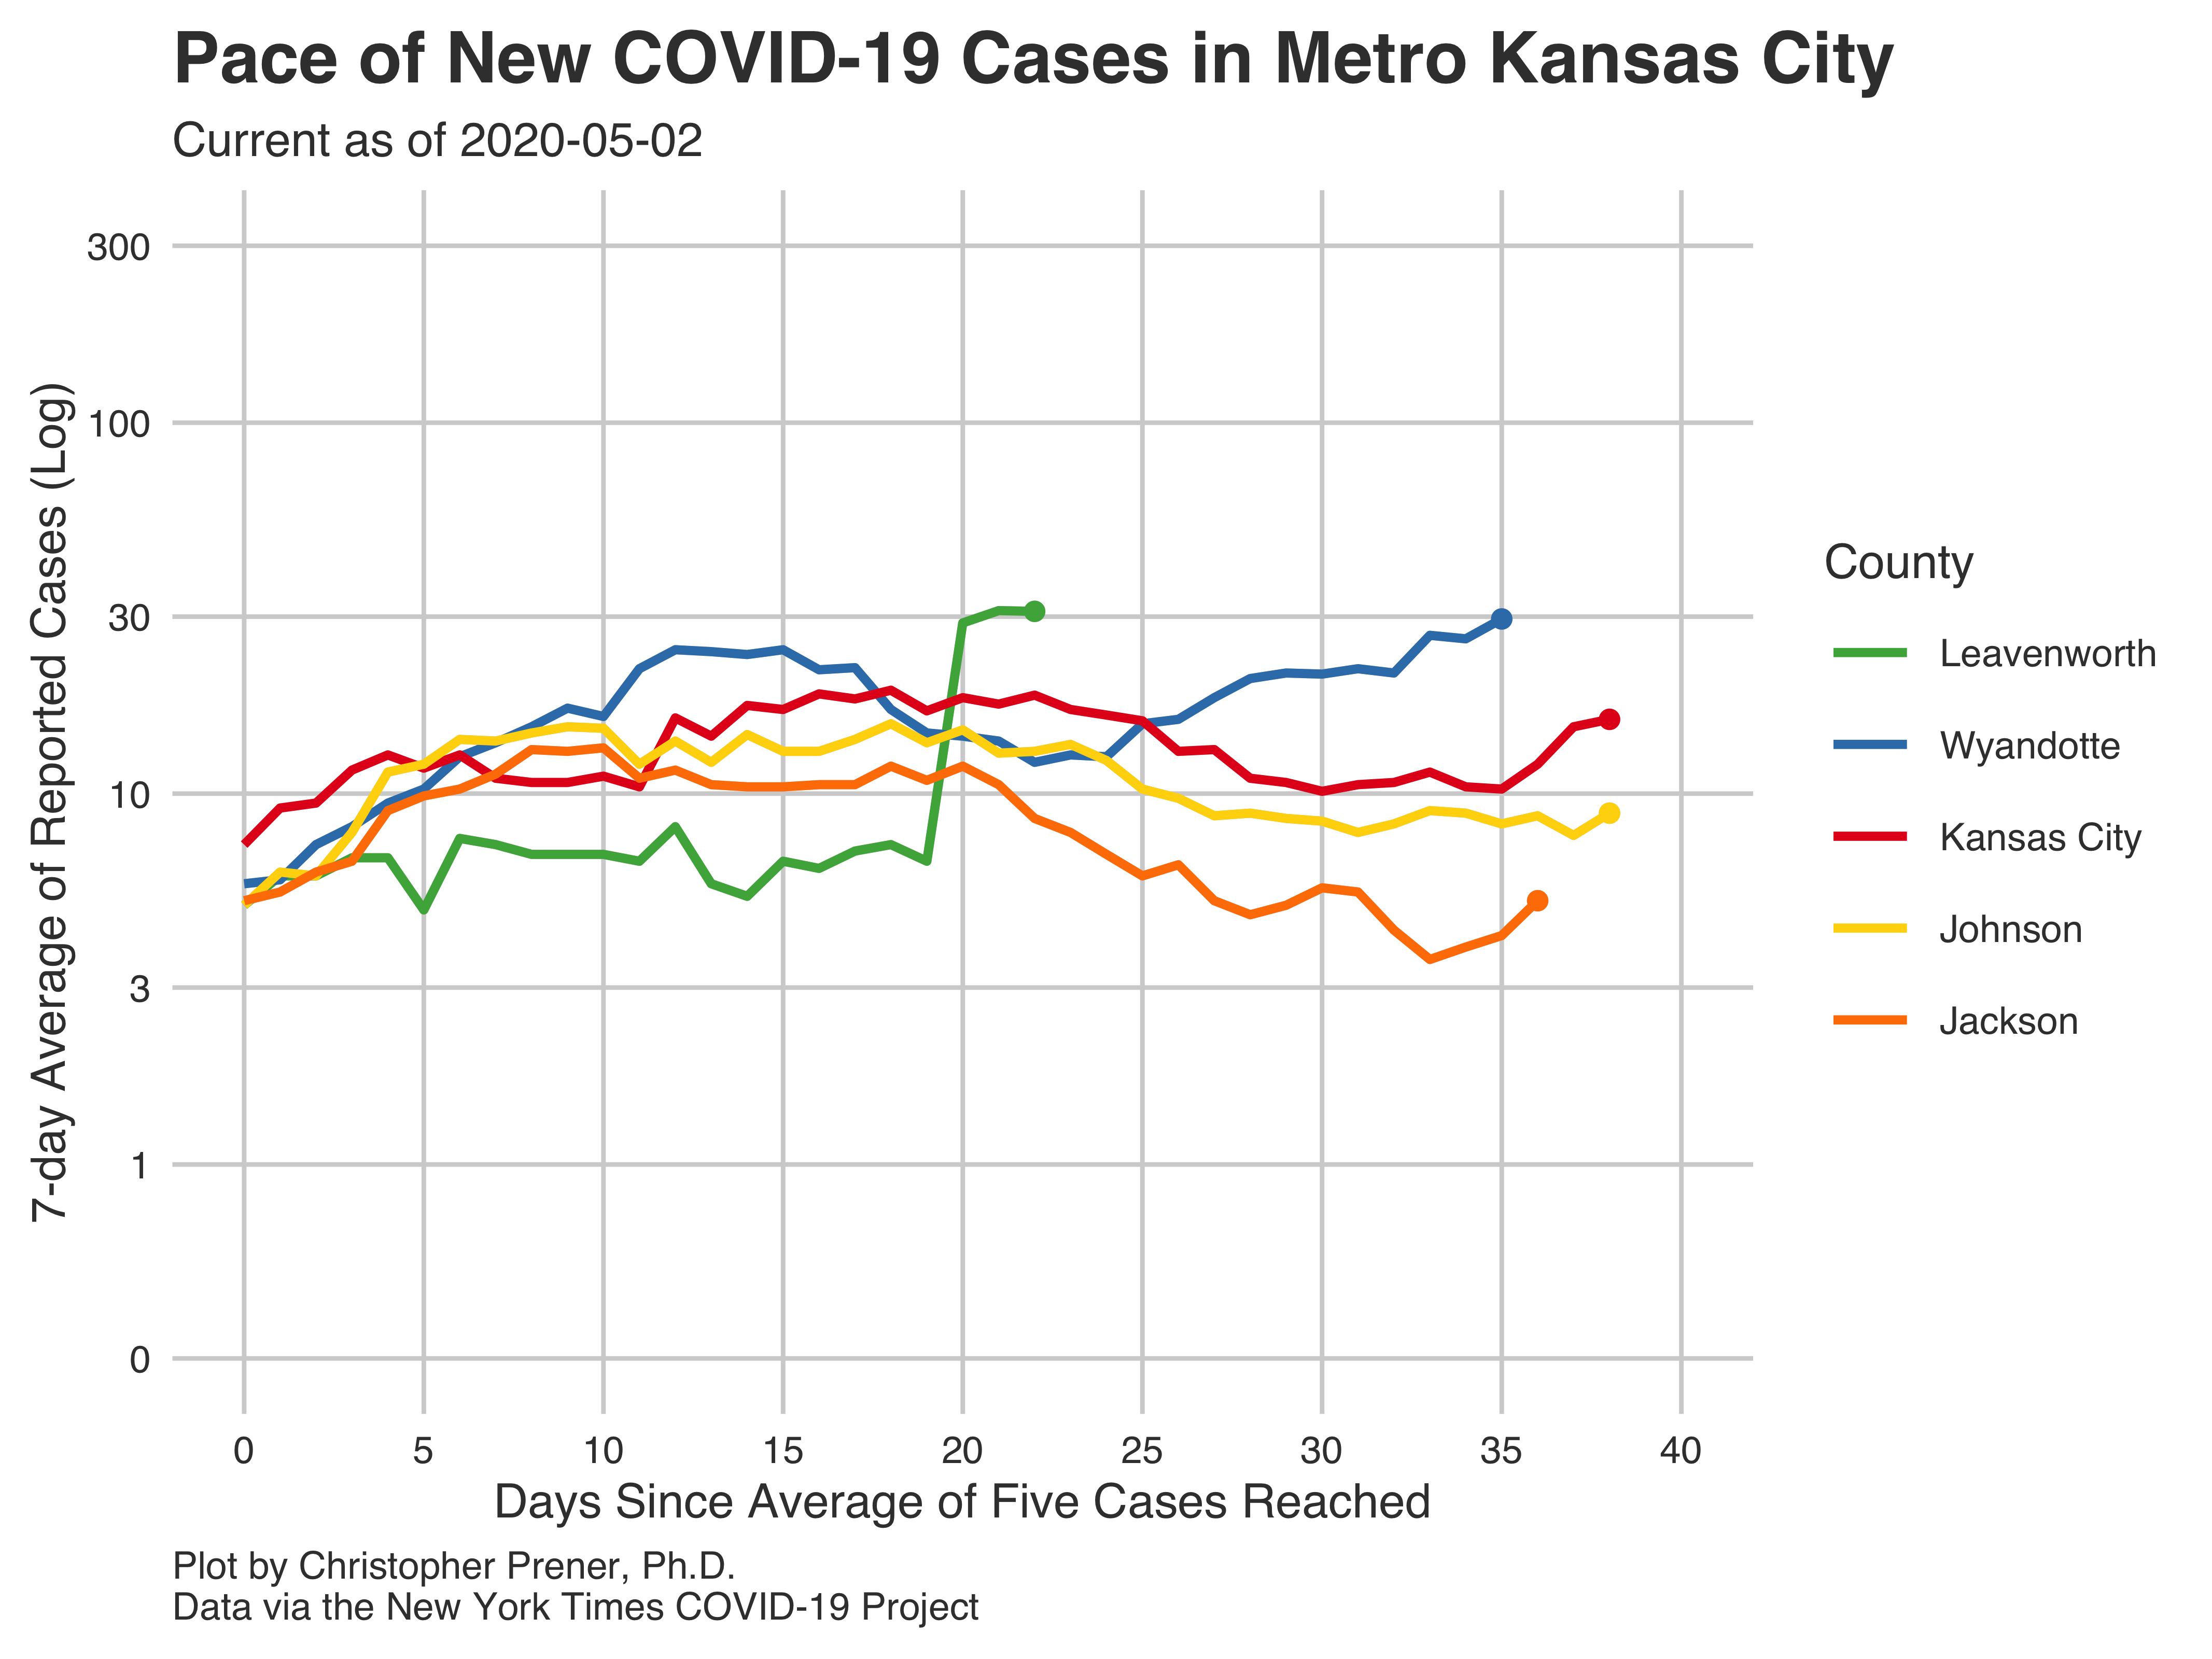 Pace of New COVID-19 Cases in Metro Kansas City
Current as of 2020-05-02
7-day Average of Reported Cases (Log)
300
100
30
10
3
1
0
0 5 10 15 20 25 30 35 40
Days Since Average of Five Cases Reached
County
Leavenworth
Wyandotte
Kansas City
Johnson
Jackson
Plot by Christopher Prener, Ph.D.
Data via the New York Times COVID-19 Project